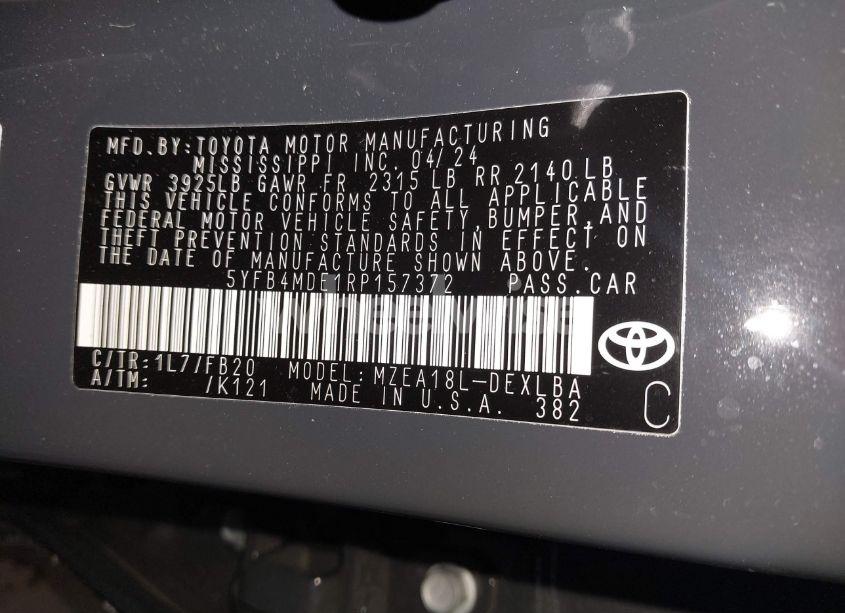 MFD.BY:TOYOTA MOTOR MANUFACTURING
MISSISSIPPI INC. 04/24
GVWR 3925LB GAWR FR 2315 LB RR 2140 LB
THIS VEHICLE CONFORMS TO ALL APPLICABLE
FEDERAL MOTOR VEHICLE SAFETY,BUMPER,AND
THEFT PREVENTION STANDARDS IN EFFECT ON
THE DATE OF MANUFACTURE SHOWN ABOVE.
5YFB4MDE1RP157372 PASS.CAR
C/TR:1L7/FB20 MODEL:MZEA18L-DEXLBA
A/TM: /K121 MADE IN U.S.A. 382
C